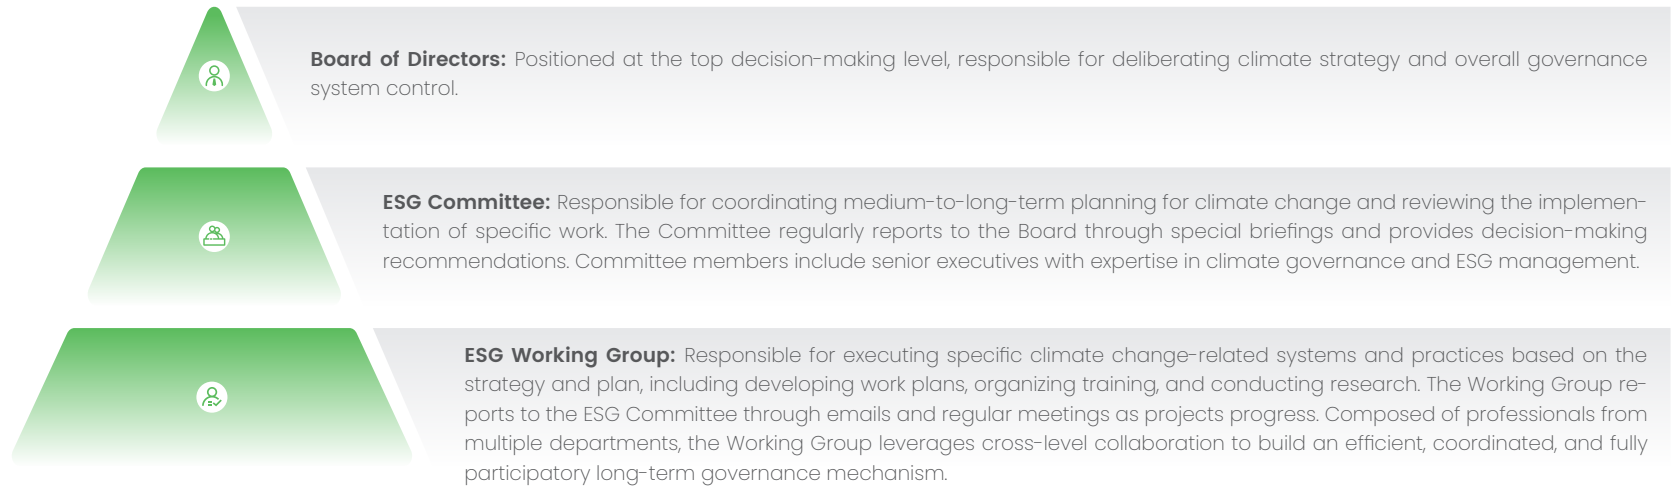 Board of Directors: Positioned at the top decision-making level, responsible for deliberating climate strategy and overall governance
system control.
ESG Committee: Responsible for coordinating medium-to-long-term planning for climate change and reviewing the implemen-
tation of specific work. The Committee regularly reports to the Board through special briefings and provides decision-making
recommendations. Committee members include senior executives with expertise in climate governance and ESG management.
ESG Working Group: Responsible for executing specific climate change-related systems and practices based on the
strategy and plan, including developing work plans, organizing training, and conducting research. The Working Group re-
ports to the ESG Committee through emails and regular meetings as projects progress. Composed of professionals from
multiple departments, the Working Group leverages cross-level collaboration to build an efficient, coordinated, and fully
participatory long-term governance mechanism.